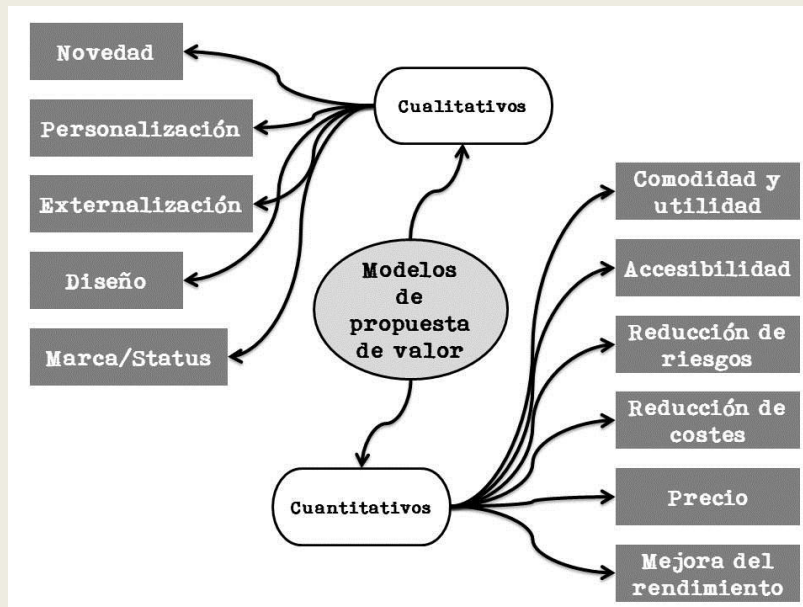 Novedad
Personalización
Externalización
Diseño
Marca/Status
Cualitativos
Modelos
de
propuesta
de valor
Cuantitativos
Comodidad y
utilidad
Accesibilidad
Reducción de
riesgos
Reducción de
costes
Precio
Mejora del
rendimiento